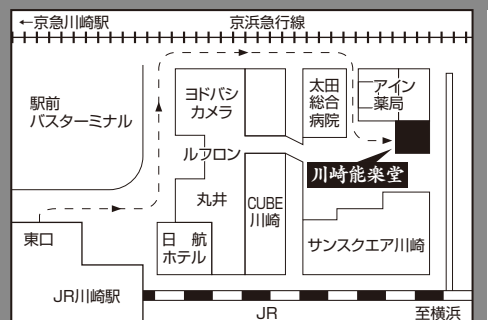 ←京急川崎駅
京浜急行線
駅前
バスターミナル
ヨドバシ
カメラ
ルフロン
丸井
太田
総合
病院
アイン
薬局
川崎能楽堂
CUBE
川崎
日航
ホテル
サンスクエア川崎
東口
JR川崎駅
JR
至横浜